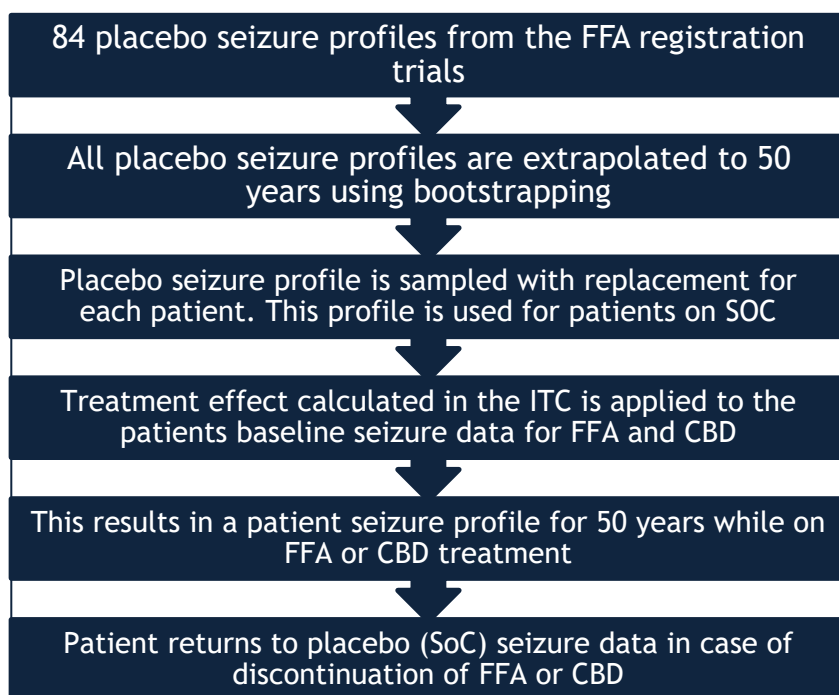 84 placebo seizure profiles from the FFA registration
trials
All placebo seizure profiles are extrapolated to 50
years using bootstrapping
Placebo seizure profile is sampled with replacement for
each patient. This profile is used for patients on SOC
Treatment effect calculated in the ITC is applied to the
patients baseline seizure data for FFA and CBD
This results in a patient seizure profile for 50 years while on
FFA or CBD treatment
Patient returns to placebo (SoC) seizure data in case of
discontinuation of FFA or CBD